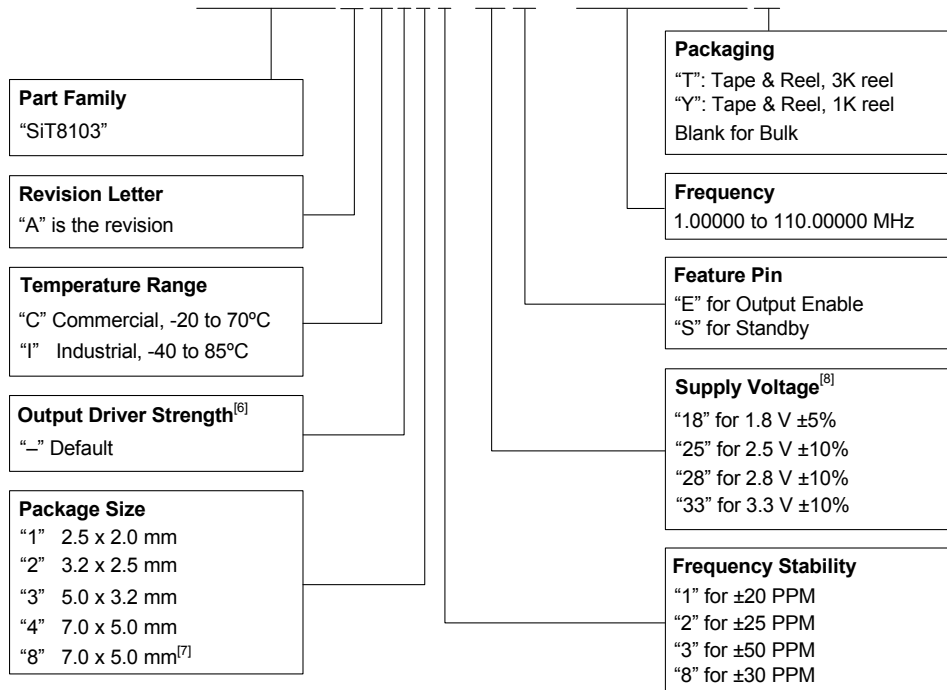 Part Family
“SiT8103”
Revision Letter
“A” is the revision
Temperature Range
“C” Commercial, -20 to 70ºC
“I” Industrial, -40 to 85ºC
Output Driver Strength[6]
“–” Default
Package Size
“1” 2.5 x 2.0 mm
“2” 3.2 x 2.5 mm
“3” 5.0 x 3.2 mm
“4” 7.0 x 5.0 mm
“8” 7.0 x 5.0 mm[7]
Packaging
“T”: Tape & Reel, 3K reel
“Y”: Tape & Reel, 1K reel
Blank for Bulk
Frequency
1.00000 to 110.00000 MHz
Feature Pin
“E” for Output Enable
“S” for Standby
Supply Voltage[8]
“18” for 1.8 V ±5%
“25” for 2.5 V ±10%
“28” for 2.8 V ±10%
“33” for 3.3 V ±10%
Frequency Stability
“1” for ±20 PPM
“2” for ±25 PPM
“3” for ±50 PPM
“8” for ±30 PPM